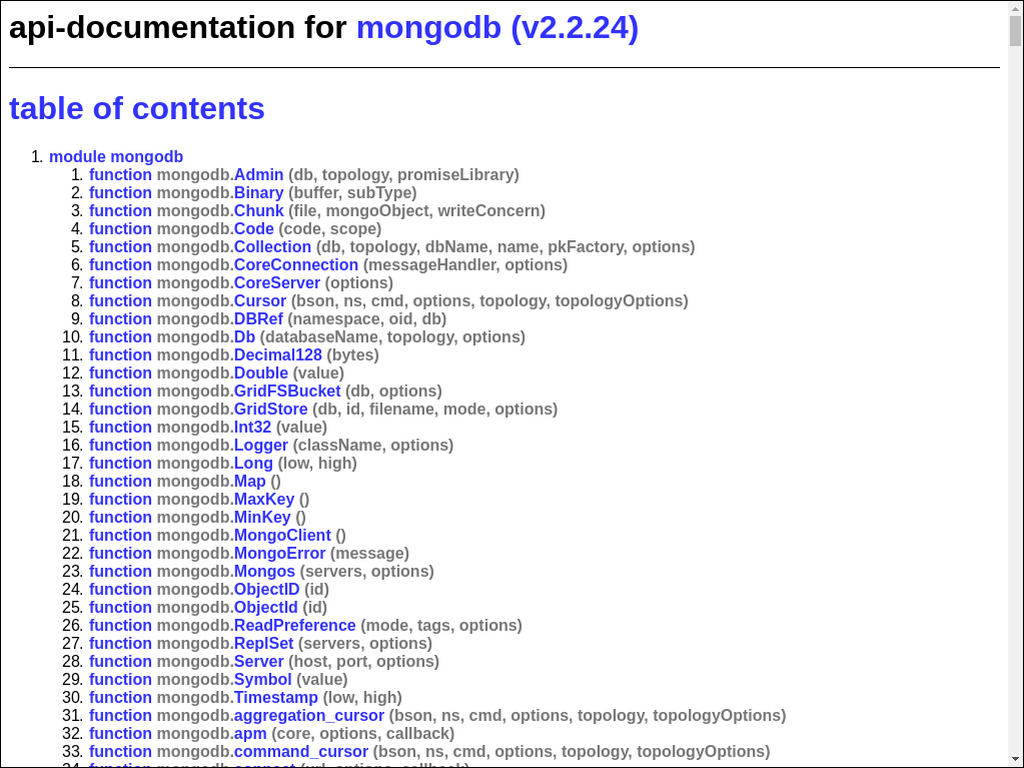 api-documentation for mongodb (v2.2.24)
table of contents
1. module mongodb
1. function mongodb.Admin (db, topology, promiseLibrary)
2. function mongodb.Binary (buffer, subType)
3. function mongodb.Chunk (file, mongoObject, writeConcern)
4. function mongodb.Code (code, scope)
5. function mongodb.Collection (db, topology, dbName, name, pkFactory, options)
6. function mongodb.CoreConnection (messageHandler, options)
7. function mongodb.CoreServer (options)
8. function mongodb.Cursor (bson, ns, cmd, options, topology, topologyOptions)
9. function mongodb.DBRef (namespace, oid, db)
10. function mongodb.Db (databaseName, topology, options)
11. function mongodb.Decimal128 (bytes)
12. function mongodb.Double (value)
13. function mongodb.GridFSBucket (db, options)
14. function mongodb.GridStore (db, id, filename, mode, options)
15. function mongodb.Int32 (value)
16. function mongodb.Logger (className, options)
17. function mongodb.Long (low, high)
18. function mongodb.Map ()
19. function mongodb.MaxKey ()
20. function mongodb.MinKey ()
21. function mongodb.MongoClient ()
22. function mongodb.MongoError (message)
23. function mongodb.Mongos (servers, options)
24. function mongodb.ObjectID (id)
25. function mongodb.ObjectId (id)
26. function mongodb.ReadPreference (mode, tags, options)
27. function mongodb.ReplSet (servers, options)
28. function mongodb.Server (host, port, options)
29. function mongodb.Symbol (value)
30. function mongodb.Timestamp (low, high)
31. function mongodb.aggregation_cursor (bson, ns, cmd, options, topology, topologyOptions)
32. function mongodb.apm (core, options, callback)
33. function mongodb.command_cursor (bson, ns, cmd, options, topology, topologyOptions)
34. function mongodb.connect (url, options, callback)